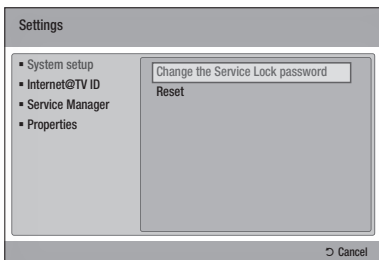 Settings
▪ System setup
▪ Internet@TV ID
▪ Service Manager
▪ Properties
Change the Service Lock password
Reset
⮌ Cancel